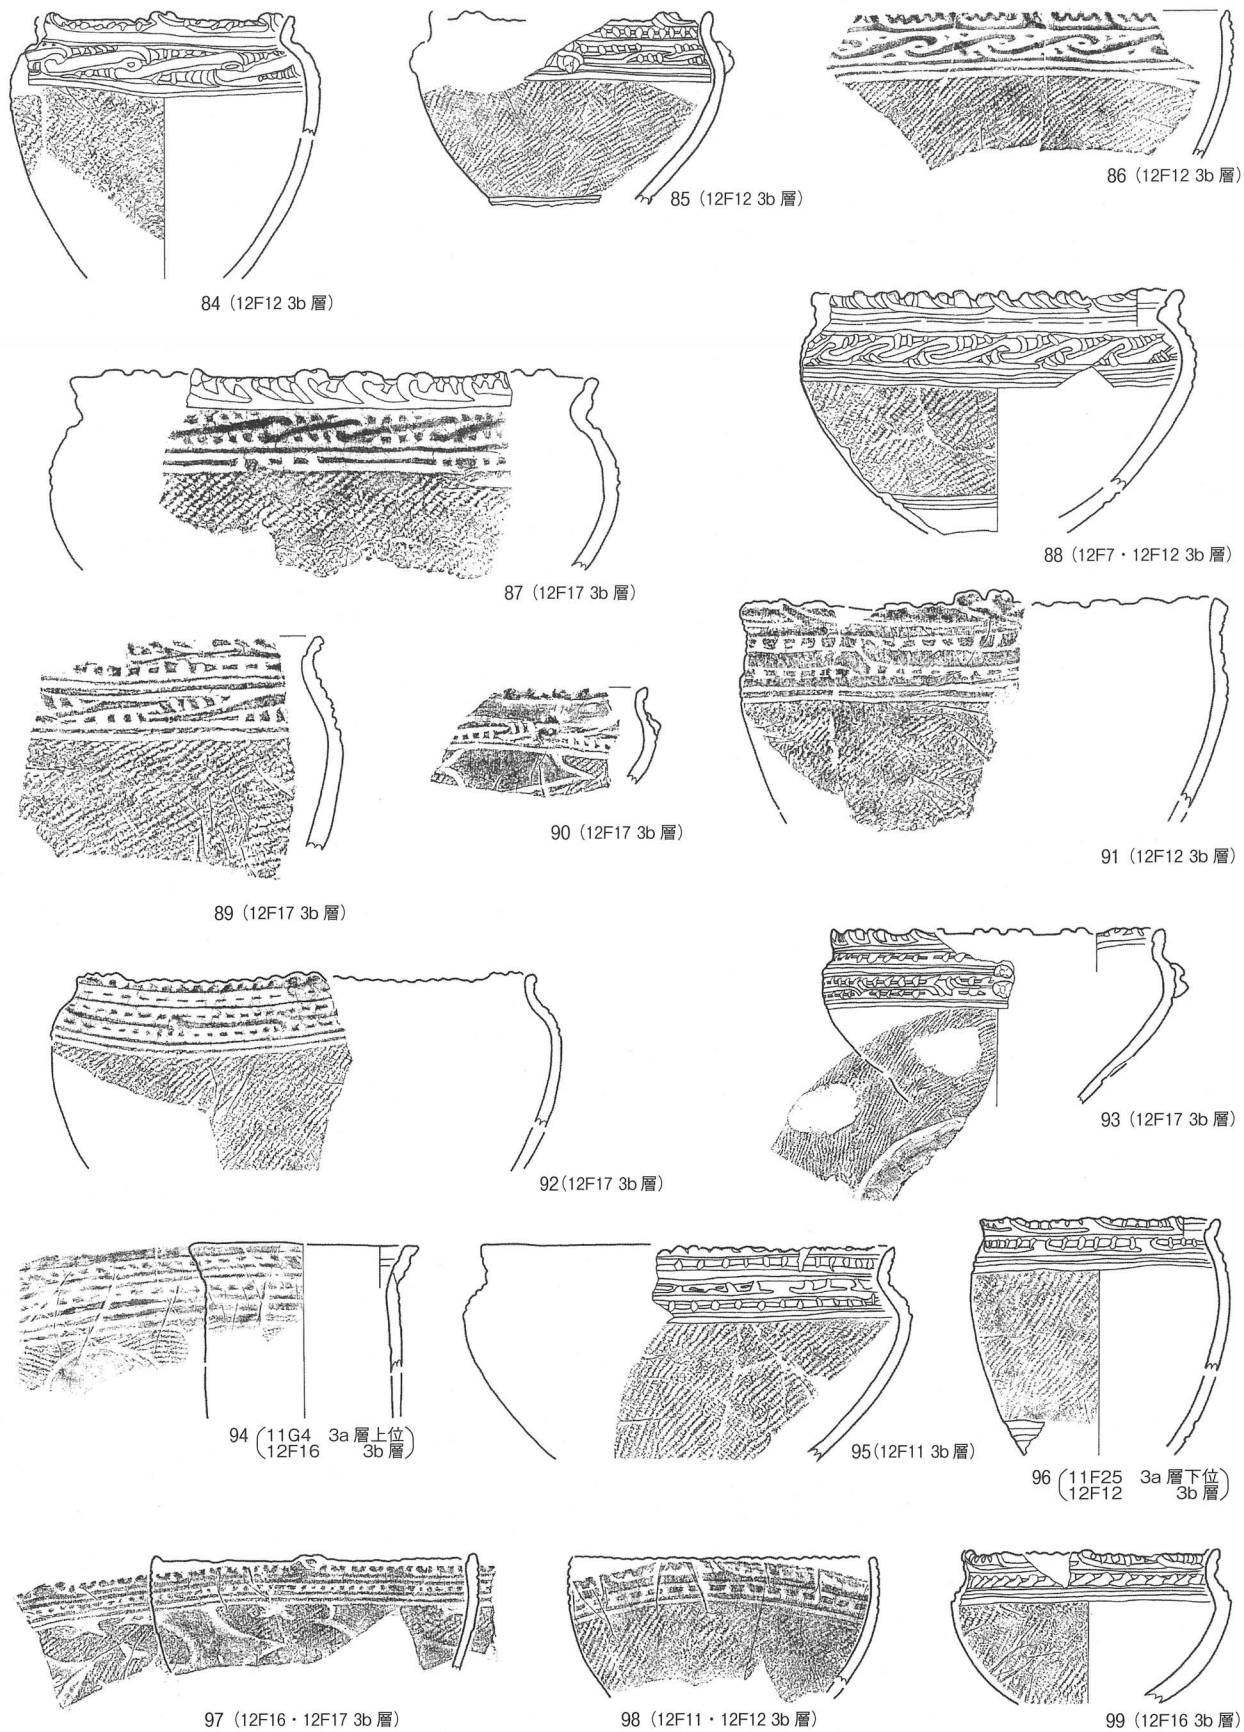 84（12F12 3b 層）
85（12F12 3b 層）
86（12F12 3b 層）
87（12F17 3b 層）
88（12F7・12F12 3b 層）
89（12F17 3b 層）
90（12F17 3b 層）
91（12F12 3b 層）
92（12F17 3b 層）
93（12F17 3b 層）
94（11G4 3a 層上位
12F16 3b 層）
95（12F11 3b 層）
96（11F25 3a 層下位
12F12 3b 層）
97（12F16・12F17 3b 層）
98（12F11・12F12 3b 層）
99（12F16 3b 層）